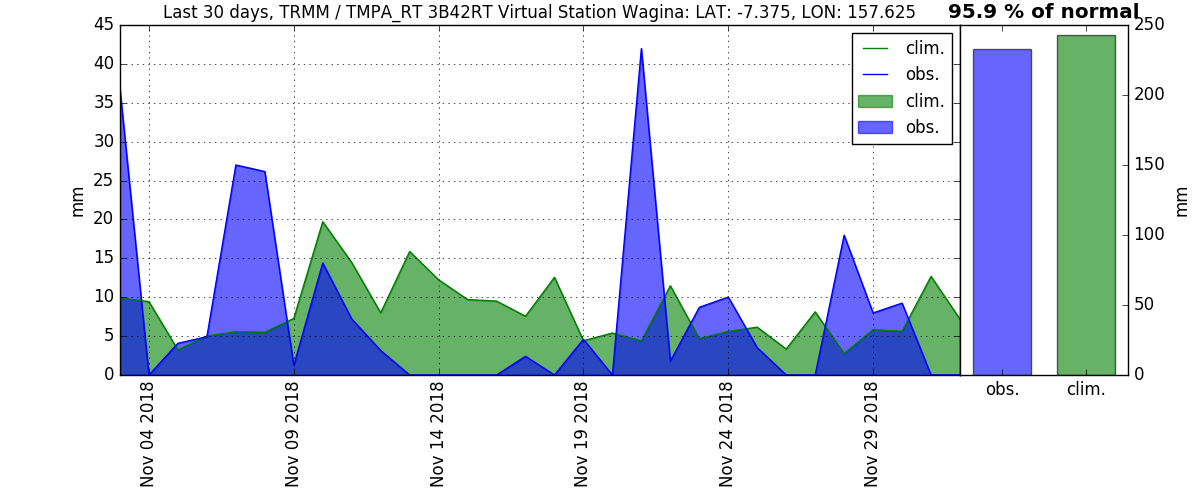 Last 30 days, TRMM / TMPA_RT 3B42RT Virtual Station Wagina: LAT: -7.375, LON: 157.625
95.9 % of normal
45
40
35
30
25
20
15
10
5
0
mm
clim.
obs.
clim.
obs.
Nov 04 2018
Nov 09 2018
Nov 14 2018
Nov 19 2018
Nov 24 2018
Nov 29 2018
250
200
150
100
50
0
mm
obs.
clim.